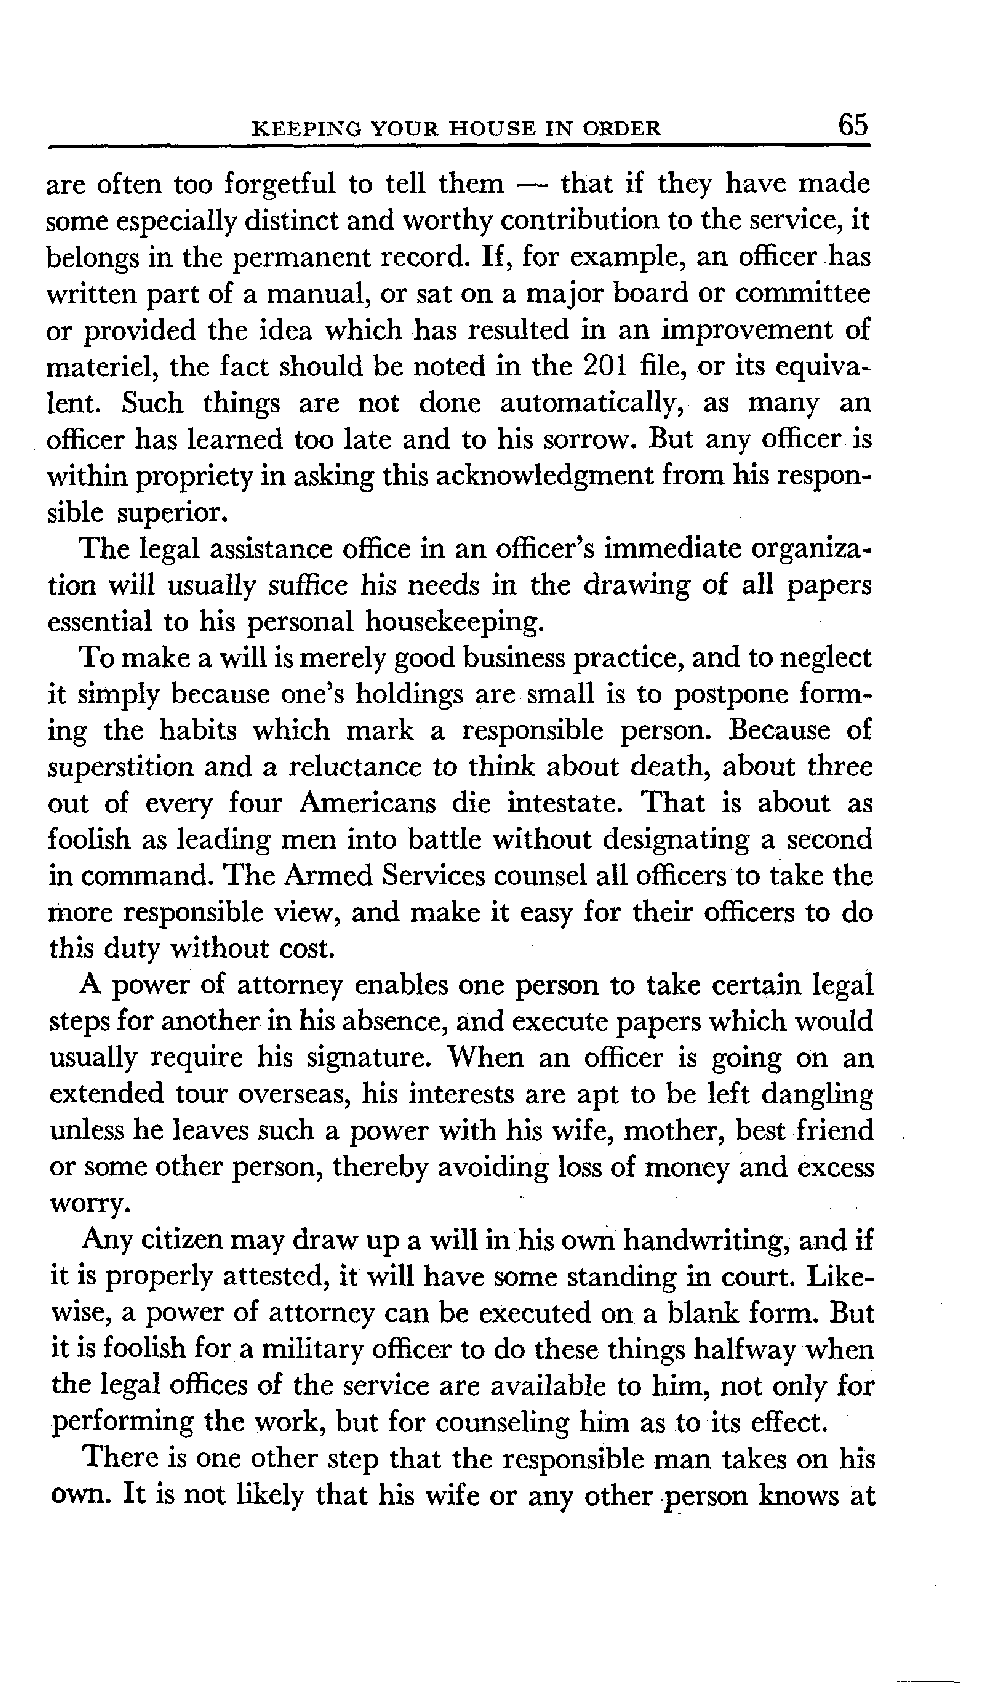 KEEPING YOUR HOUSE IN ORDER 65
are often too forgetful to tell them — that if they have made
some especially distinct and worthy contribution to the service, it
belongs in the permanent record. If, for example, an officer has
written part of a manual, or sat on a major board or committee
or provided the idea which has resulted in an improvement of
materiel, the fact should be noted in the 201 file, or its equiva-
lent. Such things are not done automatically, as many an
officer has learned too late and to his sorrow. But any officer is
within propriety in asking this acknowledgment from his respon-
sible superior.
The legal assistance office in an officer's immediate organiza-
tion will usually suffice his needs in the drawing of all papers
essential to his personal housekeeping.
To make a will is merely good business practice, and to neglect
it simply because one's holdings are small is to postpone form-
ing the habits which mark a responsible person. Because of
superstition and a reluctance to think about death, about three
out of every four Americans die intestate. That is about as
foolish as leading men into battle without designating a second
in command. The Armed Services counsel all officers to take the
more responsible view, and make it easy for their officers to do
this duty without cost.
A power of attorney enables one person to take certain legal
steps for another in his absence, and execute papers which would
usually require his signature. When an officer is going on an
extended tour overseas, his interests are apt to be left dangling
unless he leaves such a power with his wife, mother, best friend
or some other person, thereby avoiding loss of money and excess
worry.
Any citizen may draw up a will in his own handwriting, and if
it is properly attested, it will have some standing in court. Like-
wise, a power of attorney can be executed on a blank form. But
it is foolish for a military officer to do these things halfway when
the legal offices of the service are available to him, not only for
performing the work, but for counseling him as to its effect.
There is one other step that the responsible man takes on his
own. It is not likely that his wife or any other person knows at